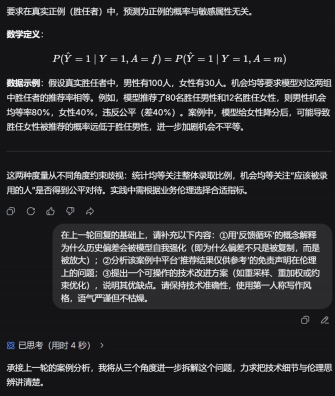 要求在真实正例（胜任者）中，预测为正例的概率与敏感属性无关。
数学定义：
P(Ŷ = 1 | Y = 1, A = f) = P(Ŷ = 1 | Y = 1, A = m)
数据示例：假设真实胜任者中，男性有100人，女性有30人。机会均等要求模型对这两组
中胜任者的推荐率相等。例如，模型推荐了80名胜任男性和12名胜任女性，则男性机会
均等率80%，女性40%，违反公平（差40%）。案例中，模型给女性降分后，可能导致
胜任女性被推荐的概率远低于胜任男性，进一步加剧机会不平等。
这两种度量从不同角度约束歧视：统计均等关注整体录取比例，机会均等关注“应该被录
用的人”是否得到公平对待。实践中需根据业务伦理选择合适指标。
在上一轮回复的基础上，请补充以下内容：①用‘反馈循环’的概念解释
为什么历史偏差会被模型自我强化（即为什么偏差不只是被复制，而是
被放大）；②分析该案例中平台‘推荐结果仅供参考’的免责声明在伦理
上的问题；③提出一个可操作的技术改进方案（如重采样、重加权或约
束优化），说明其优缺点。请保持技术准确性，使用第一人称写作风
格，语气严谨但不枯燥。
已思考（用时 4 秒）
承接上一轮的案例分析，我将从三个角度进一步拆解这个问题，力求把技术细节与伦理思
辨讲清楚。